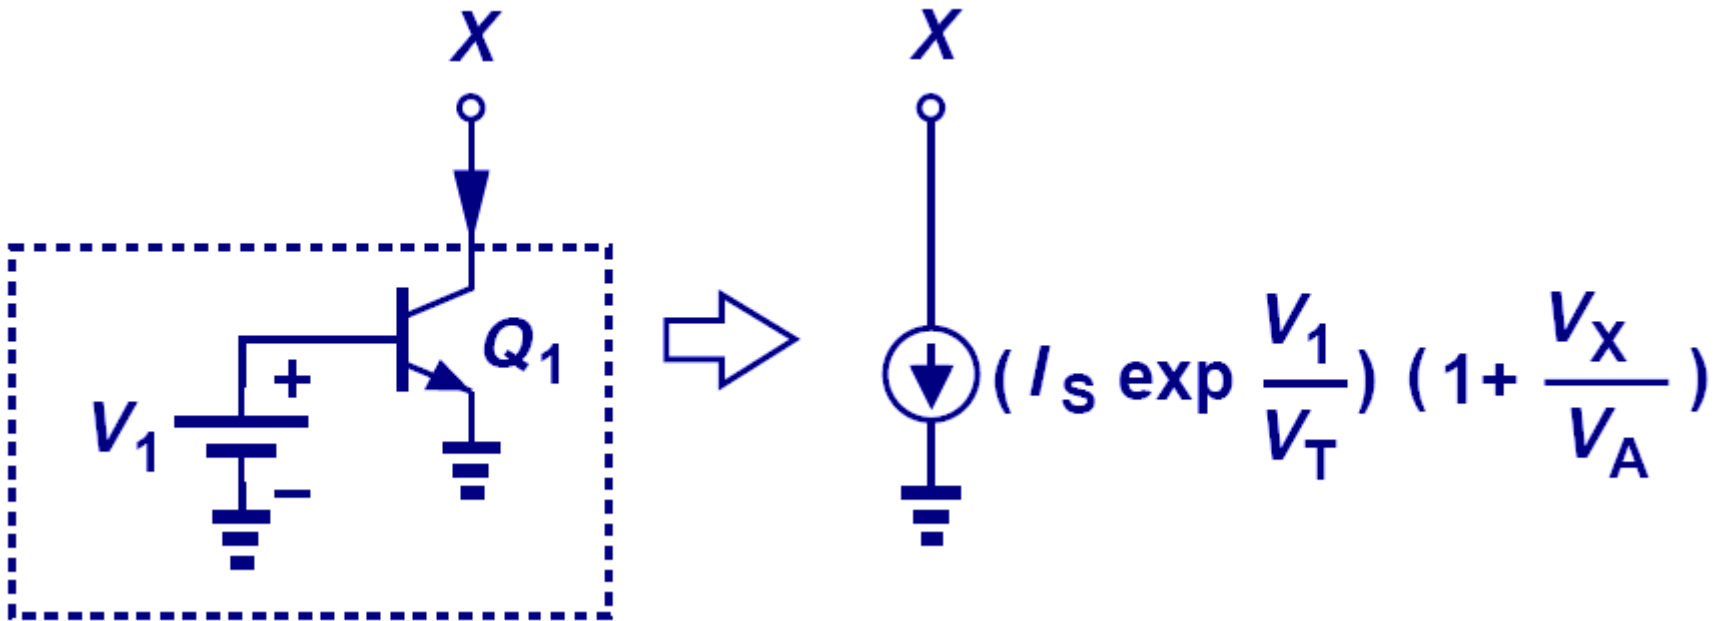 X
X
Q1
V1
+
−
( IS exp V1 / VT ) ( 1+ VX / VA )